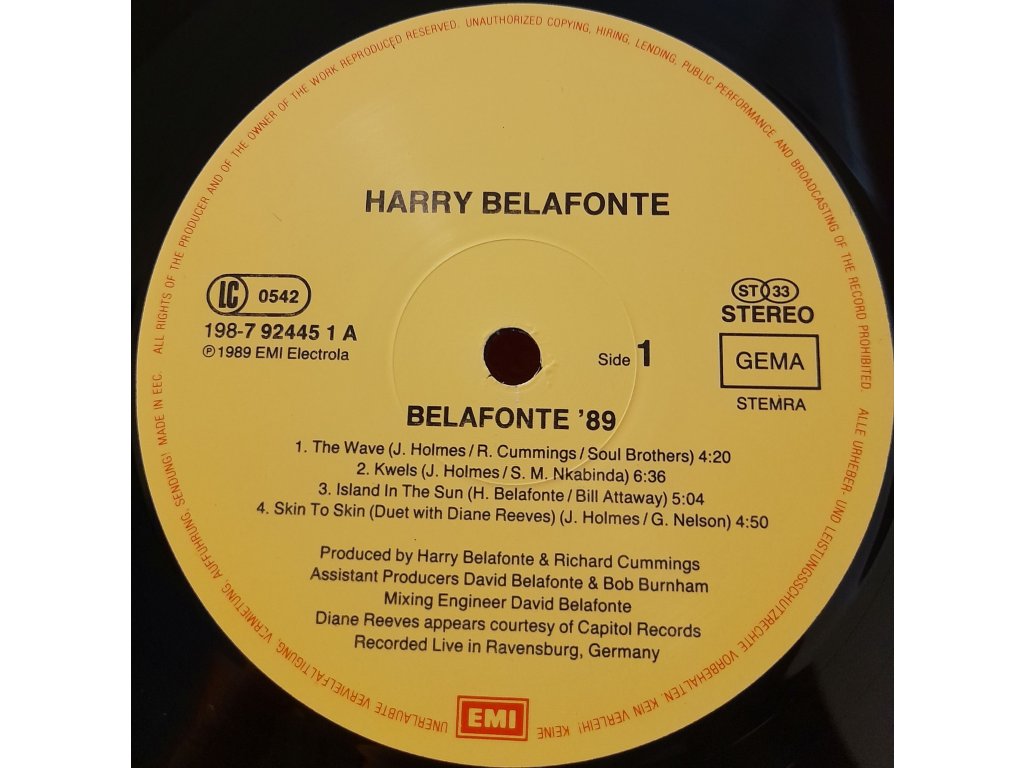 HARRY BELAFONTE
LC 0542
198-7 92445 1 A
℗ 1989 EMI Electrola
ST 33
STEREO
GEMA
STEMRA
Side 1
BELAFONTE '89
1. The Wave (J. Holmes / R. Cummings / Soul Brothers) 4:20
2. Kwels (J. Holmes / S. M. Nkabinda) 6:36
3. Island In The Sun (H. Belafonte / Bill Attaway) 5:04
4. Skin To Skin (Duet with Diane Reeves) (J. Holmes / G. Nelson) 4:50
Produced by Harry Belafonte & Richard Cummings
Assistant Producers David Belafonte & Bob Burnham
Mixing Engineer David Belafonte
Diane Reeves appears courtesy of Capitol Records
Recorded Live in Ravensburg, Germany
EMI
ALL RIGHTS OF THE PRODUCER AND OF THE OWNER OF THE WORK REPRODUCED RESERVED. UNAUTHORIZED COPYING, HIRING, LENDING, PUBLIC PERFORMANCE AND BROADCASTING OF THE RECORD PROHIBITED. ALLE URHEBER- UND LEISTUNGSSCHUTZRECHTE VORBEHALTEN. KEIN VERLEIH! KEINE UNERLAUBTE VERVIELFÄLTIGUNG, VERMIETUNG, AUFFÜHRUNG, SENDUNG! MADE IN EEC.